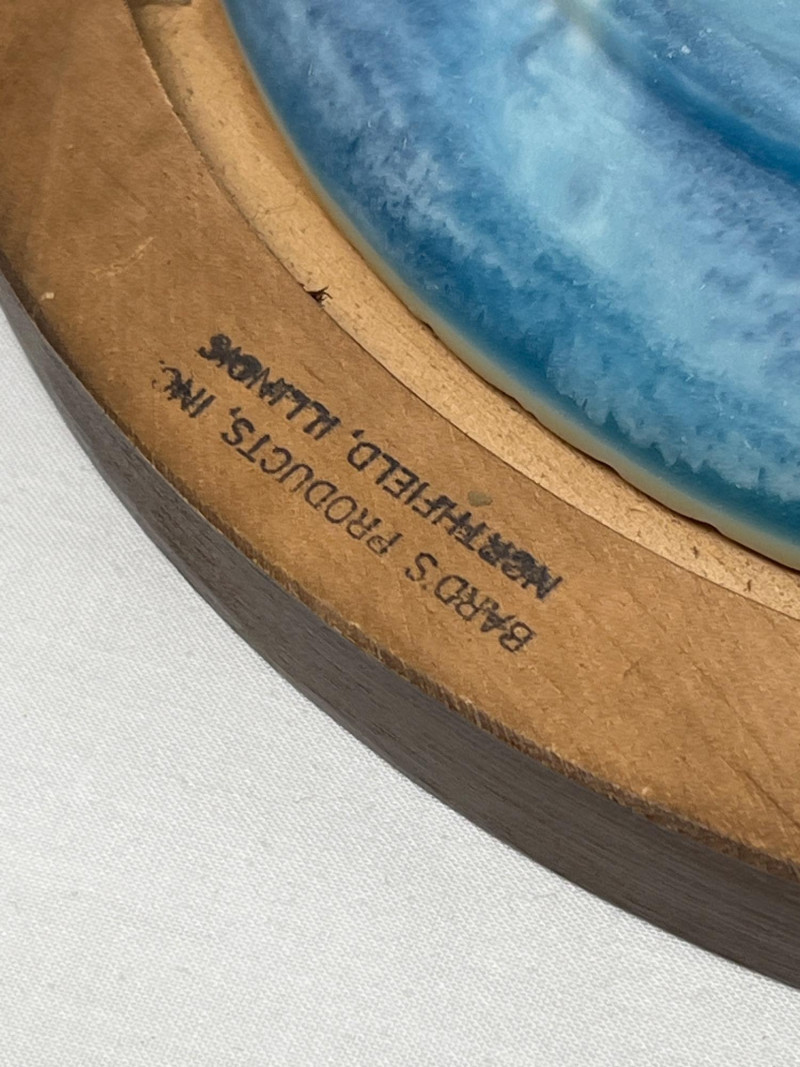 BARD'S PRODUCTS, INC.
NORTHFIELD, ILLINOIS